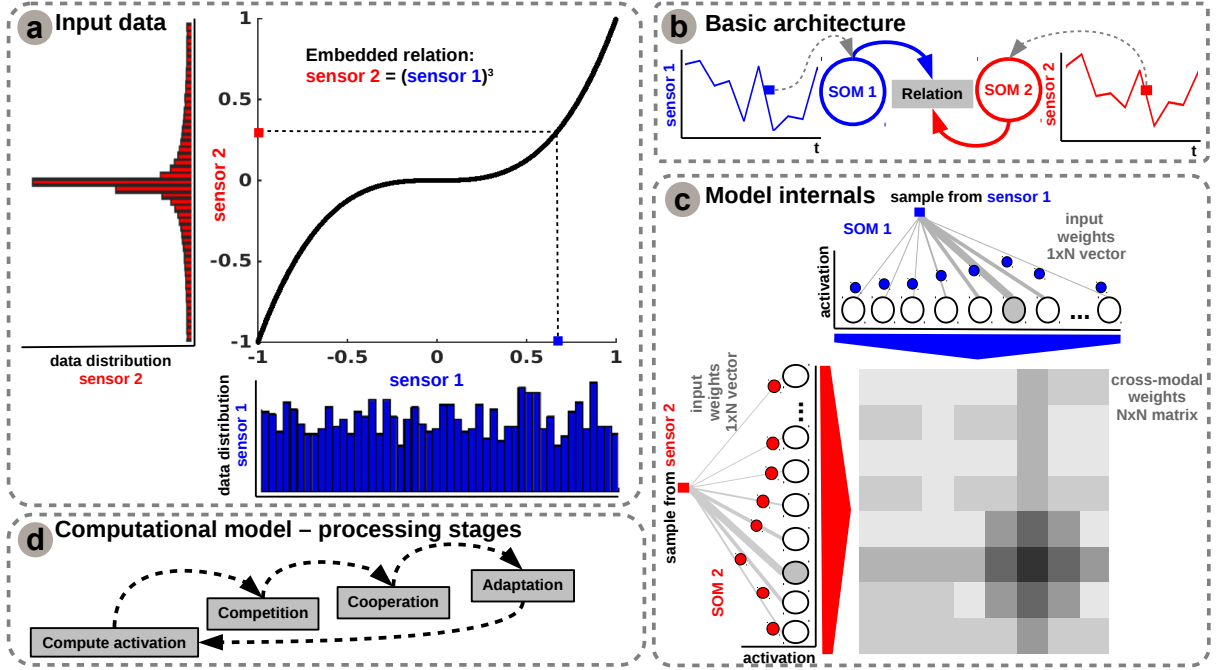 a Input data
Embedded relation:
sensor 2 = (sensor 1)³
1
0.5
0
-0.5
-1
sensor 2
-1
-0.5
0
0.5
1
sensor 1
data distribution
sensor 2
data distribution
sensor 1
b Basic architecture
sensor 1
t
SOM 1
Relation
SOM 2
sensor 2
t
c Model internals
sample from sensor 1
SOM 1
input
weights
1xN vector
activation
...
input
weights
1xN vector
...
sample from sensor 2
SOM 2
activation
cross-modal
weights
NxN matrix
d Computational model – processing stages
Compute activation
Competition
Cooperation
Adaptation